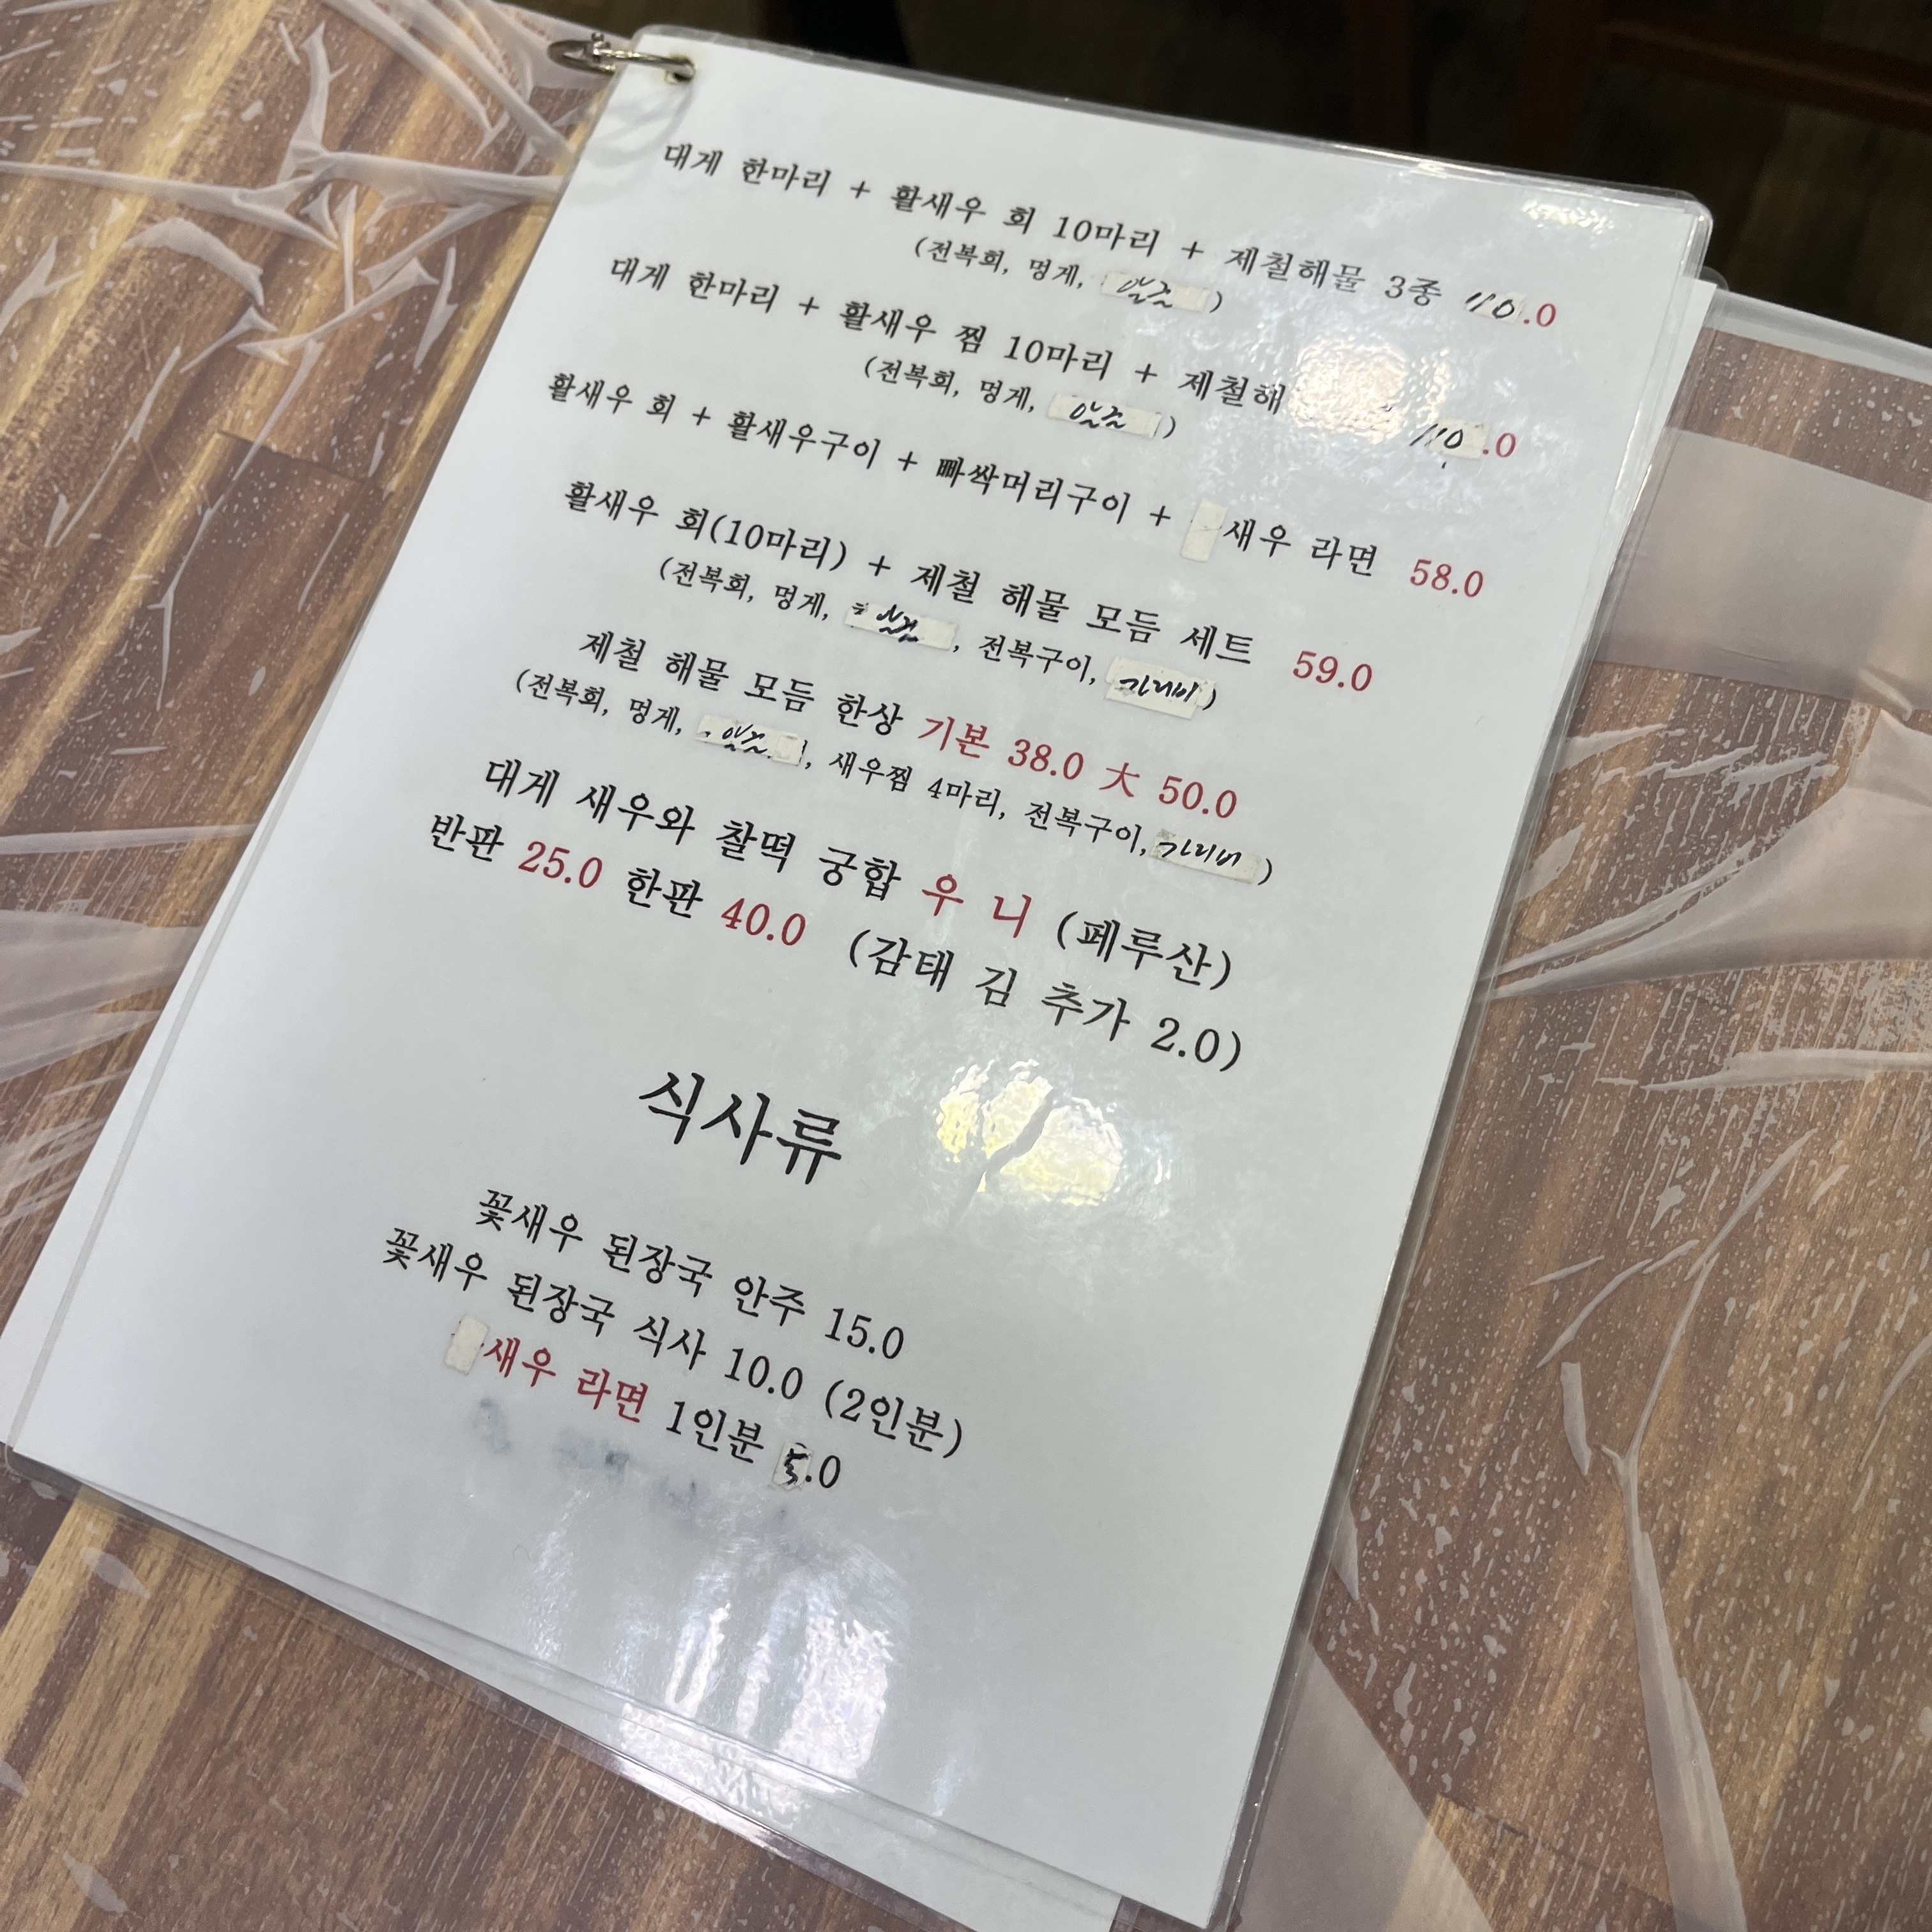 대게 한마리 + 활새우 회 10마리 + 제철해물 3종 110.0
(전복회, 멍게, )
대게 한마리 + 활새우 찜 10마리 + 제철해 110.0
(전복회, 멍게, )
활새우 회 + 활새우구이 + 빠싹머리구이 + 새우 라면 58.0
활새우 회(10마리) + 제철 해물 모듬 세트 59.0
(전복회, 멍게, , 전복구이, 가리비)
제철 해물 모듬 한상 기본 38.0 大 50.0
(전복회, 멍게, , 새우찜 4마리, 전복구이, 가리비)
대게 새우와 찰떡 궁합 우 니 (페루산)
반판 25.0 한판 40.0 (감태 김 추가 2.0)
식사류
꽃새우 된장국 안주 15.0
꽃새우 된장국 식사 10.0 (2인분)
새우 라면 1인분 5.0